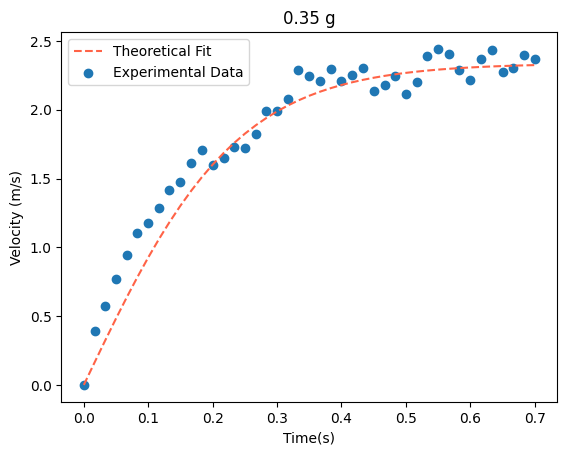 0.35 g
Theoretical Fit
Experimental Data
2.5
2.0
1.5
1.0
0.5
0.0
Velocity (m/s)
0.0 0.1 0.2 0.3 0.4 0.5 0.6 0.7
Time(s)